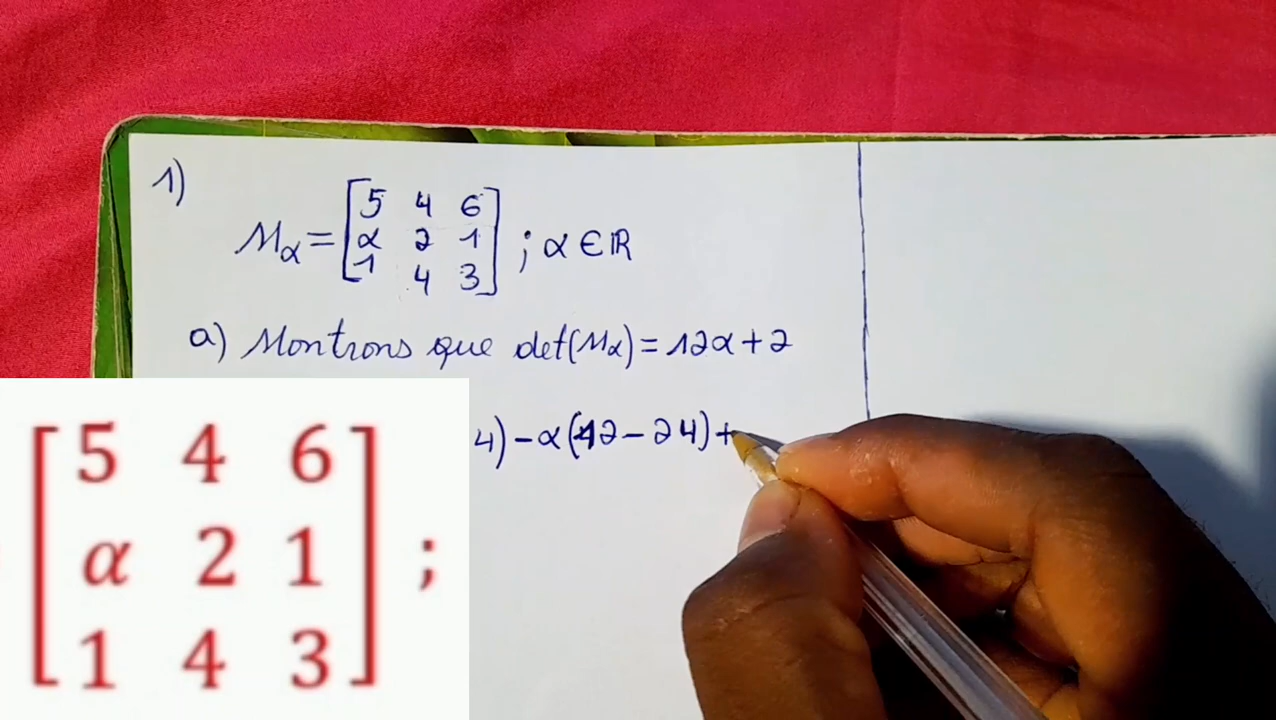 1)
Mα = [5 4 6
α 2 1
1 4 3] ; α ∈ ℝ
a) Montrons que det(Mα) = 12α + 2
4) - α(12 - 24) +
[5 4 6
α 2 1
1 4 3] ;